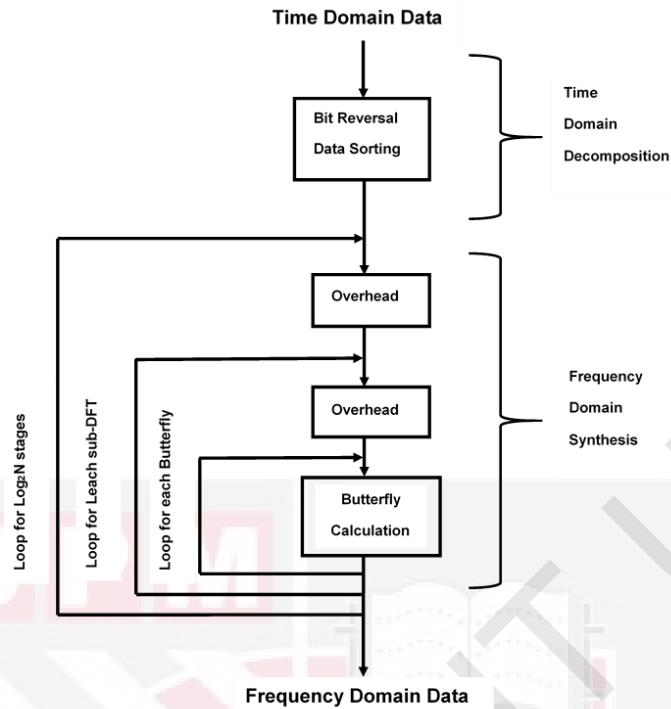 Time Domain Data
Bit Reversal
Data Sorting
Time
Domain
Decomposition
Overhead
Overhead
Butterfly
Calculation
Frequency
Domain
Synthesis
Loop for Log2N stages
Loop for Leach sub-DFT
Loop for each Butterfly
Frequency Domain Data